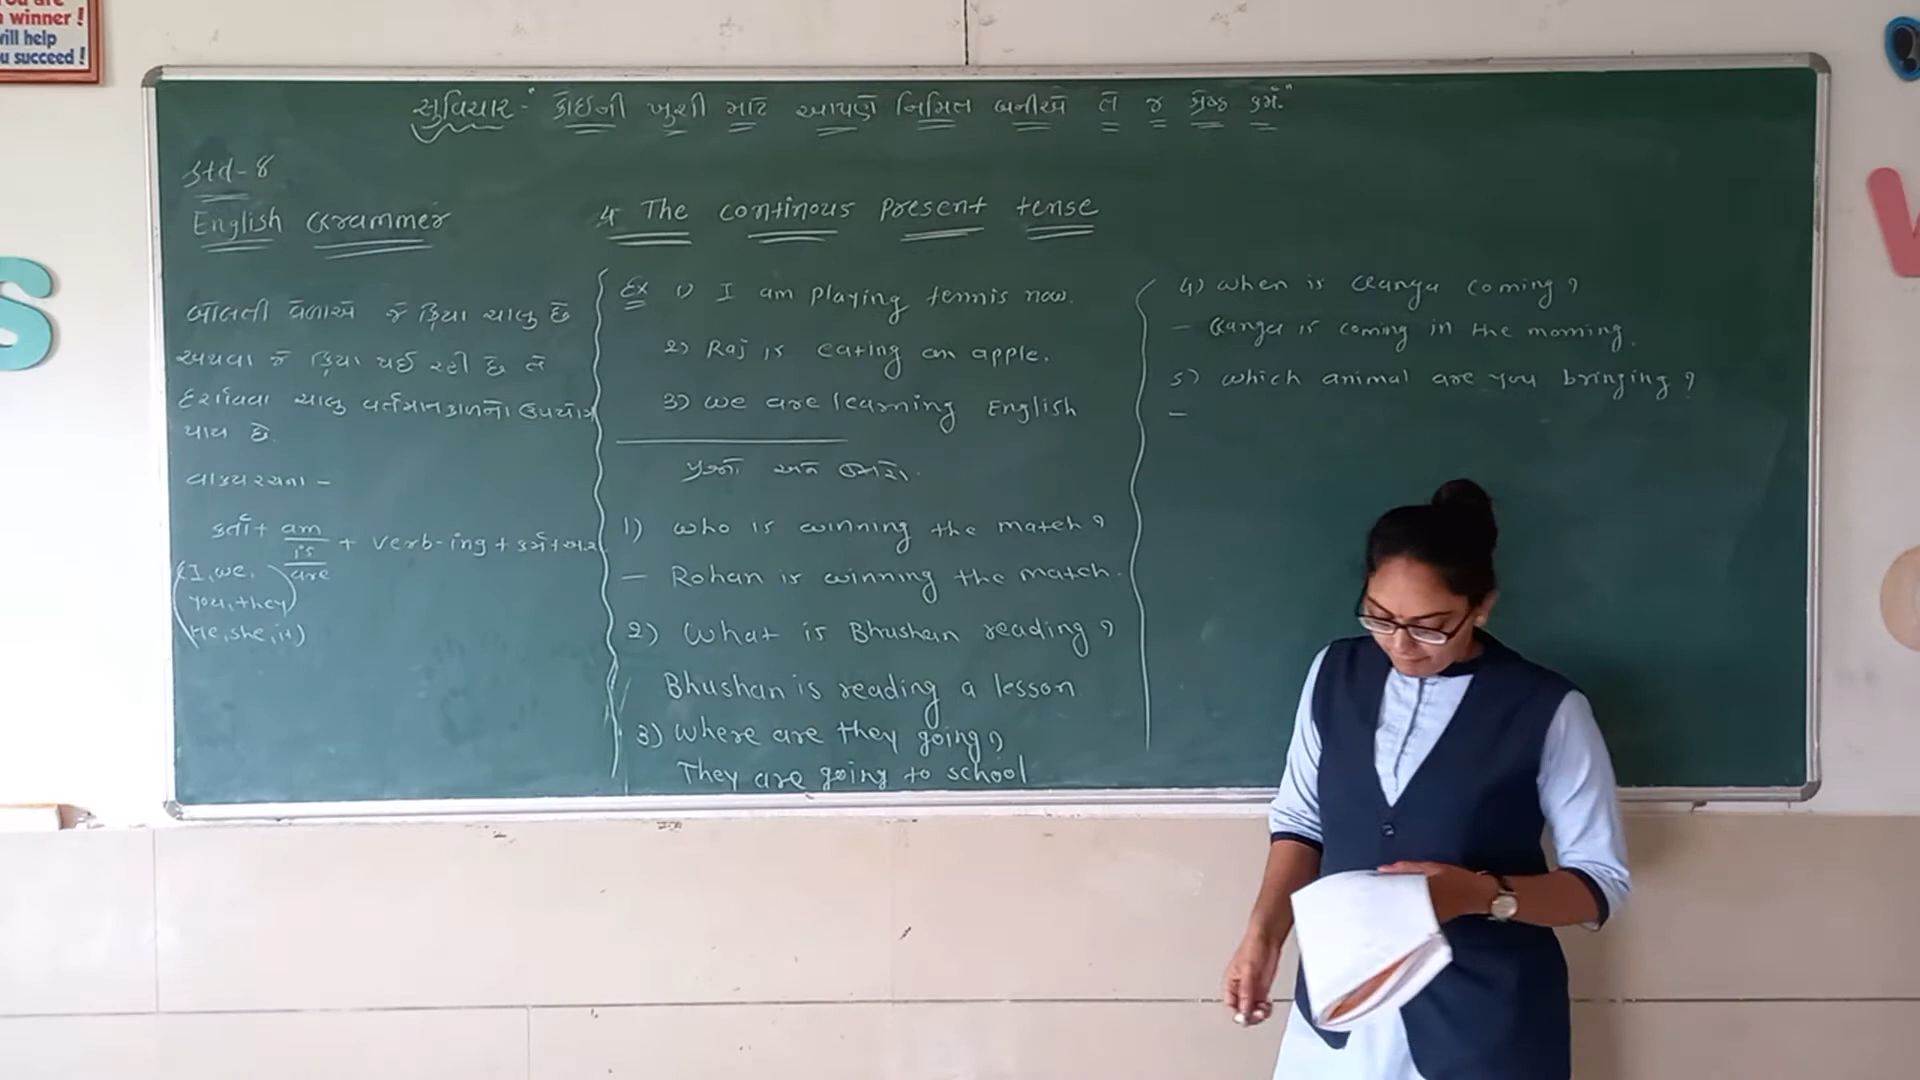 ou are
a winner !
will help
u succeed !
સુવિચાર - "કોઈની ખુશી માટે આપણે નિમિત બનીએ તે જ શ્રેષ્ઠ કર્મ."
Std-8
English Grammer
4 The continous present tense
બોલતી વેળાએ જે ક્રિયા ચાલુ છે
અથવા જે ક્રિયા થઈ રહી છે તે
દર્શાવવા ચાલુ વર્તમાનકાળનો ઉપયોગ
થાય છે.
વાક્યરચના -
કર્તા + am
is
are + verb-ing + કર્મ + અન્ય
(I, we,
you, they)
He, she, it)
Ex 1) I am playing tennis now.
2) Raj is eating an apple.
3) we are learning English
પ્રશ્નો અને જવાબો.
1) who is winning the match?
- Rohan is winning the match.
2) What is Bhushan reading?
Bhushan is reading a lesson
3) Where are they going?
They are going to school
4) when is Ganga coming?
- Ganga is coming in the morning.
5) which animal are you bringing?
-